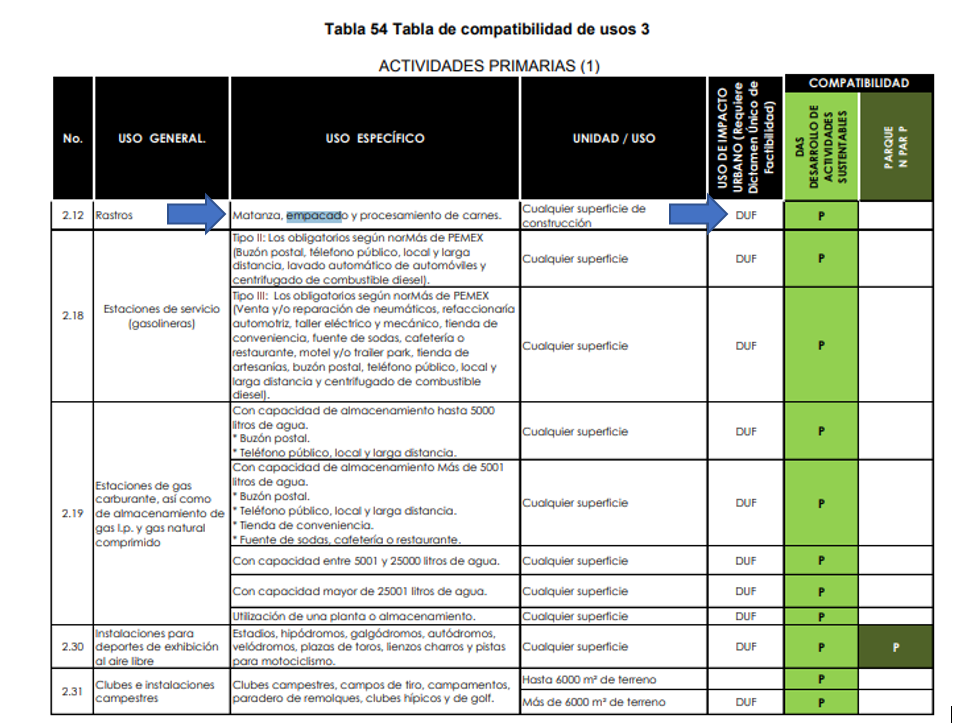 Tabla 54 Tabla de compatibilidad de usos 3
ACTIVIDADES PRIMARIAS (1)
No.
USO GENERAL.
USO ESPECÍFICO
UNIDAD / USO
USO DE IMPACTO
URBANO (Requiere
Dictamen Único de
Factibilidad)
COMPATIBILIDAD
DAS
DESARROLLO DE
ACTIVIDADES
SUSTENTABLES
PARQUE
N PAR P
2.12
Rastros
Matanza, empacado y procesamiento de carnes.
Cualquier superficie de
construcción
DUF
P
2.18
Estaciones de servicio
(gasolineras)
Tipo II: Los obligatorios según norMás de PEMEX
(Buzón postal, télefono público, local y larga
distancia, lavado automático de automóviles y
centrifugado de combustible diesel).
Cualquier superficie
DUF
P
Tipo III: Los obligatorios según norMás de PEMEX
(Venta y/o reparación de neumáticos, refaccionaría
automotriz, taller eléctrico y mecánico, tienda de
conveniencia, fuente de sodas, cafetería o
restaurante, motel y/o trailer park, tienda de
artesanías, buzón postal, teléfono público, local y
larga distancia y centrifugado de combustible
diesel).
Cualquier superficie
DUF
P
2.19
Estaciones de gas
carburante, así como
de almacenamiento de
gas l.p. y gas natural
comprimido
Con capacidad de almacenamiento hasta 5000
litros de agua.
* Buzón postal.
* Teléfono público, local y larga distancia.
Cualquier superficie
DUF
P
Con capacidad de almacenamiento Más de 5001
litros de agua.
* Buzón postal.
* Teléfono público, local y larga distancia.
* Tienda de conveniencia.
* Fuente de sodas, cafetería o restaurante.
Cualquier superficie
DUF
P
Con capacidad entre 5001 y 25000 litros de agua.
Cualquier superficie
DUF
P
Con capacidad mayor de 25001 litros de agua.
Cualquier superficie
DUF
P
Utilización de una planta o almacenamiento.
Cualquier superficie
DUF
P
2.30
Instalaciones para
deportes de exhibición
al aire libre
Estadios, hipódromos, galgódromos, autódromos,
velódromos, plazas de toros, lienzos charros y pistas
para motociclismo.
Cualquier superficie
DUF
P
P
2.31
Clubes e instalaciones
campestres
Clubes campestres, campos de tiro, campamentos,
paradero de remolques, clubes hípicos y de golf.
Hasta 6000 m² de terreno
P
Más de 6000 m² de terreno
DUF
P